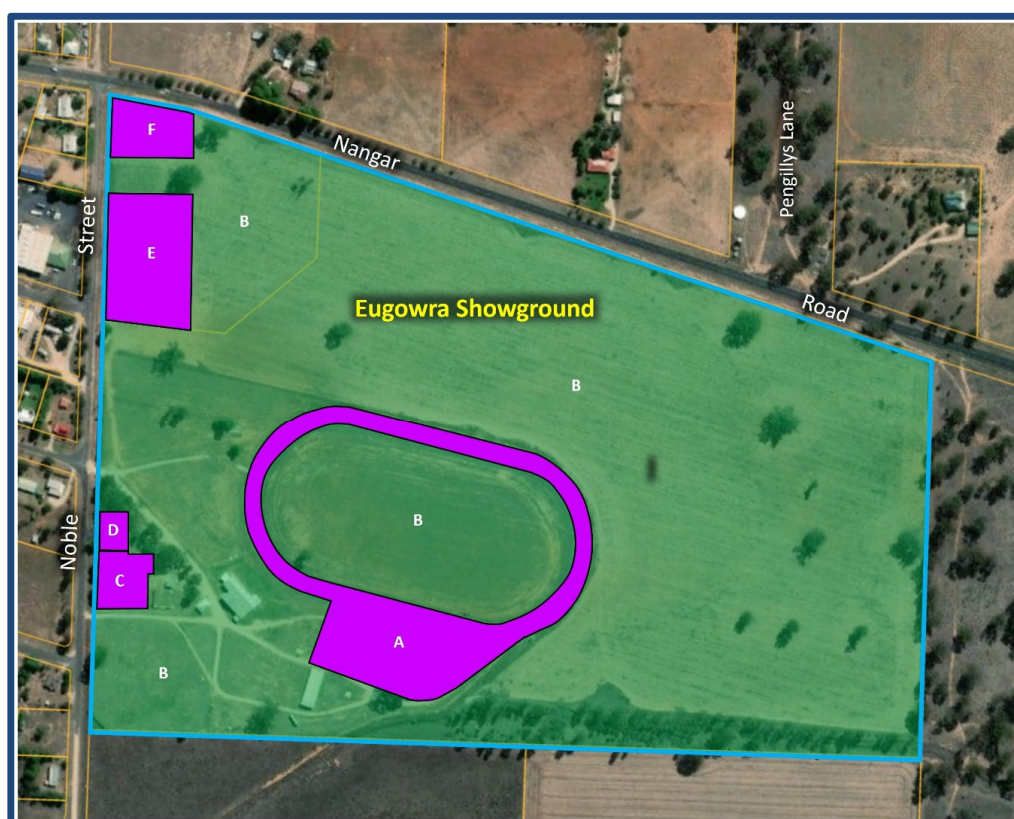 F
Nangar
Pengillys Lane
Street
B
E
Eugowra Showground
Road
B
B
D
Noble
C
A
B